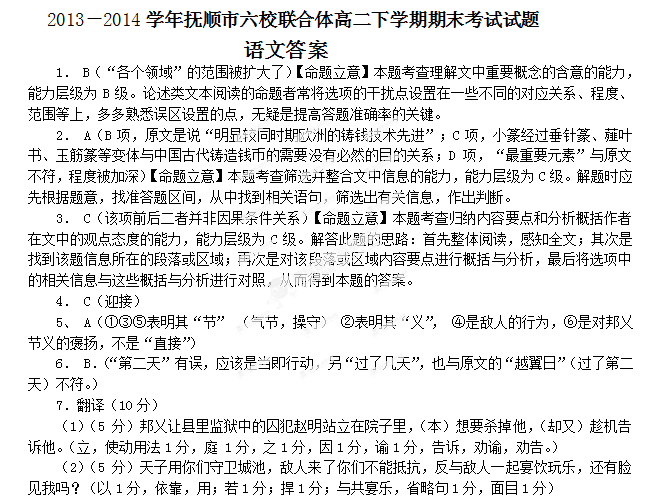 2013－2014 学年抚顺市六校联合体高二下学期期末考试试题
语文答案
1. B（“各个领域”的范围被扩大了）【命题立意】本题考查理解文中重要概念的含意的能力，
能力层级为 B 级。论述类文本阅读的命题者常将选项的干扰点设置在一些不同的对应关系、程度、
范围等上，多多熟悉误区设置的点，无疑是提高答题准确率的关键。
2. A（B 项，原文是说“明显较同时期欧洲的铸钱技术先进”；C 项，小篆经过垂针篆、薤叶
书、玉筋篆等变体与中国古代铸造钱币的需要没有必然的目的关系；D 项，“最重要元素”与原文
不符，程度被加深）【命题立意】本题考查筛选并整合文中信息的能力，能力层级为 C 级。解题时应
先根据题意，找准答题区间，从中找到相关语句，筛选出有关信息，作出判断。
3. C（该项前后二者并非因果条件关系）【命题立意】本题考查归纳内容要点和分析概括作者
在文中的观点态度的能力，能力层级为 C 级。解答此题的思路：首先整体阅读，感知全文；其次是
找到该题信息所在的段落或区域；再次是对该段落或区域内容要点进行概括与分析，最后将选项中
的相关信息与这些概括与分析进行对照，从而得到本题的答案。
4. C（迎接）
5、 A（①③⑤表明其“节” （气节，操守） ②表明其“义”， ④是敌人的行为，⑥是对邦乂
节义的褒扬，不是“直接”）
6. B.（“第二天”有误，应该是当即行动，另“过了几天”，也与原文的“越翼日”（过了第二
天）不符。）
7．翻译（10 分）
（1）（5 分）邦乂让县里监狱中的囚犯赵明站立在院子里，（本）想要杀掉他，（却又）趁机告
诉他。（立，使动用法 1 分，庭 1 分，之 1 分，因 1 分，谕 1 分，告诉，劝谕，劝告。）
（2）（5 分）天子用你们守卫城池，敌人来了你们不能抵抗，反与敌人一起宴饮玩乐，还有脸
见我吗？（以 1 分，依靠，用；若 1 分；捍 1 分；与共宴乐，省略句 1 分，面目 1 分）